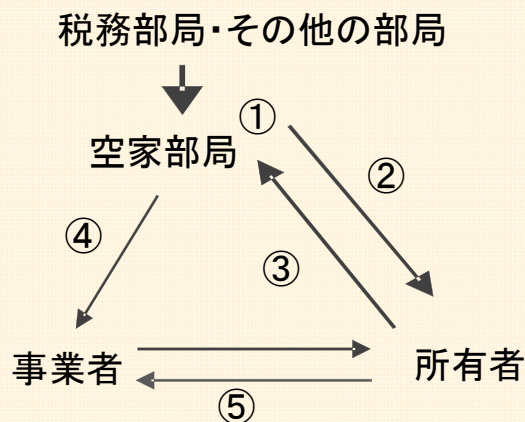 税務部局・その他の部局
①
空家部局
②
④
③
事業者
所有者
⑤